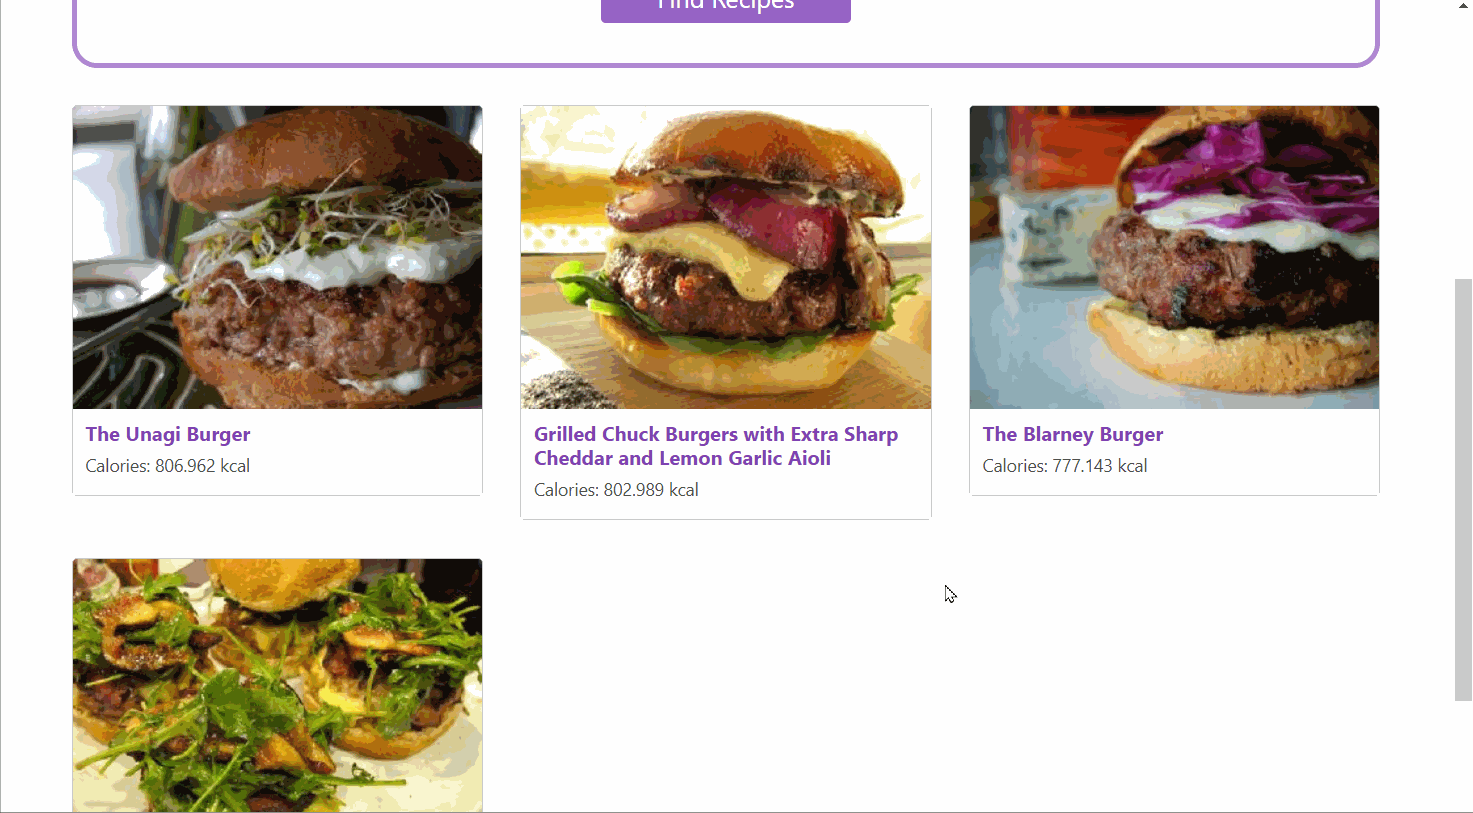 Find Recipes
The Unagi Burger
Calories: 806.962 kcal
Grilled Chuck Burgers with Extra Sharp
Cheddar and Lemon Garlic Aioli
Calories: 802.989 kcal
The Blarney Burger
Calories: 777.143 kcal